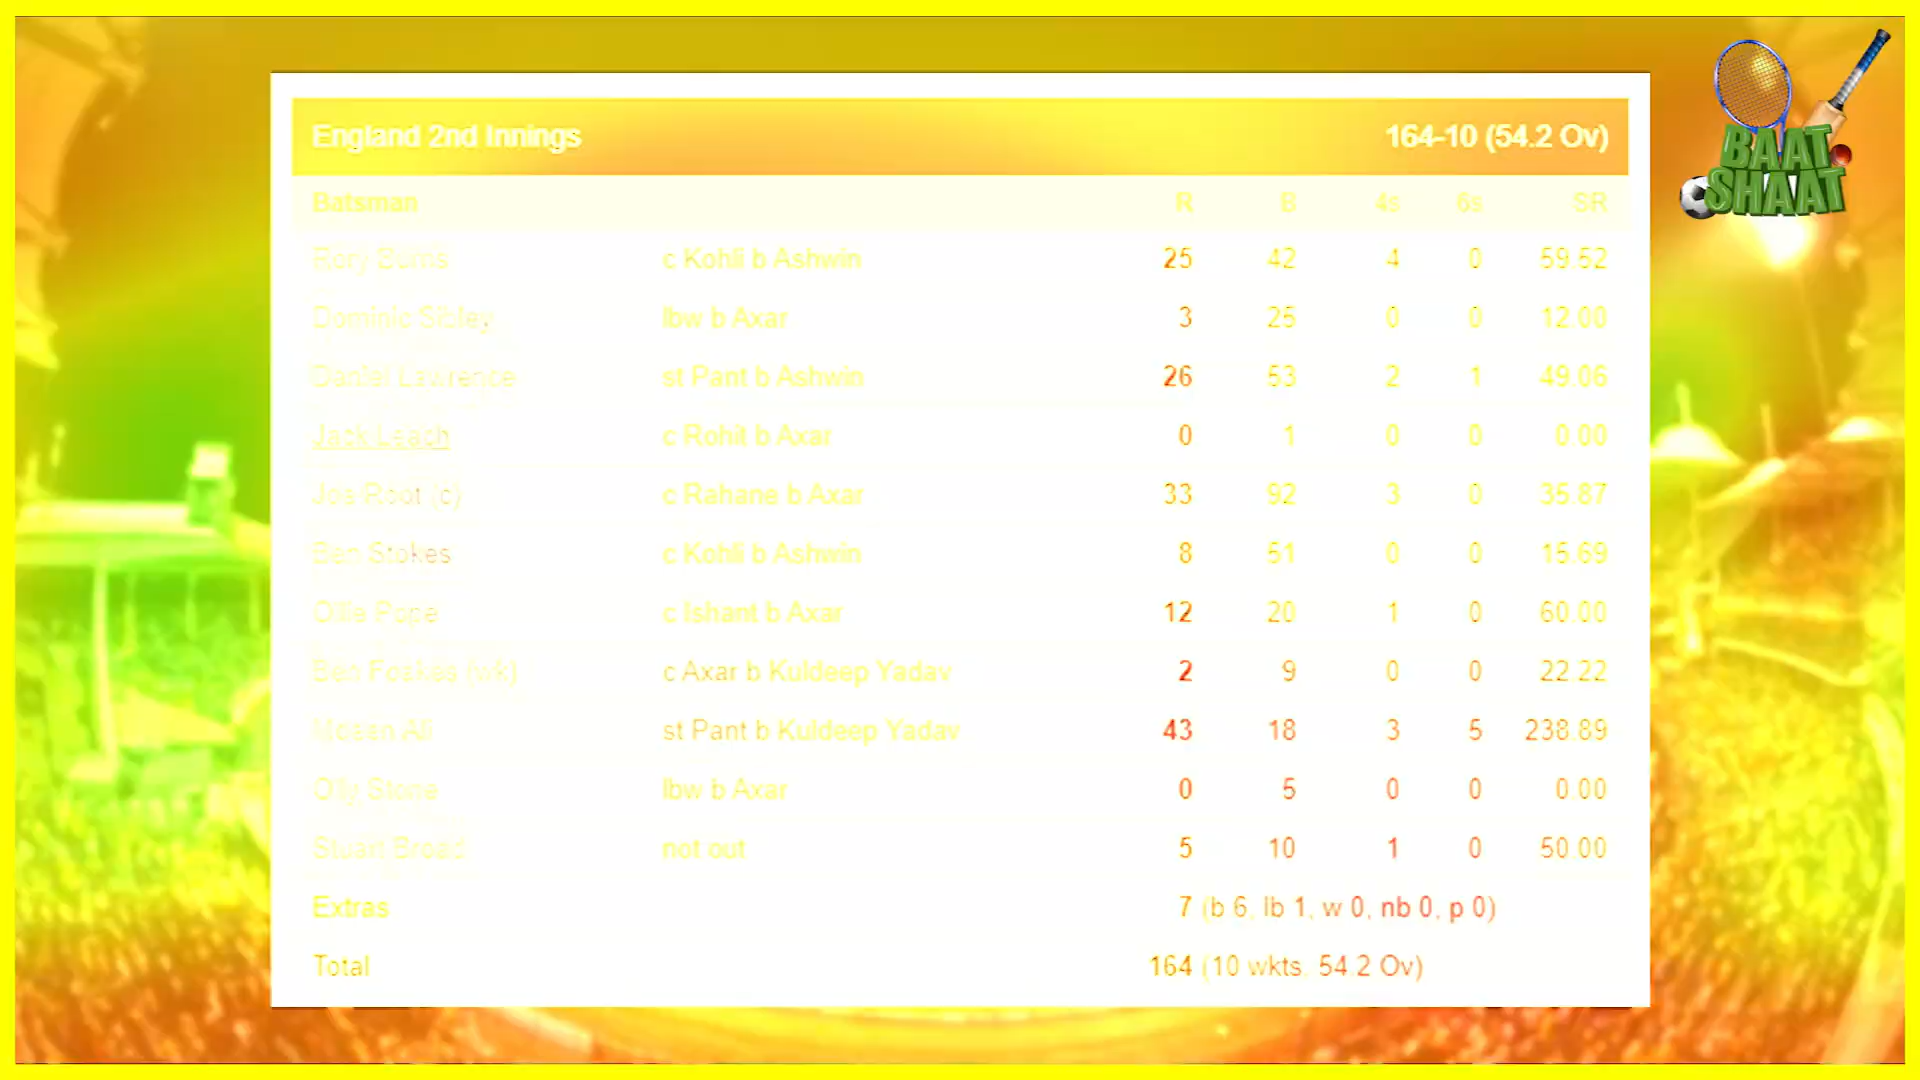 BAAT
SHAAT
England 2nd Innings 164-10 (54.2 Ov)
Batsman R B 4s 6s SR
Rory Burns c Kohli b Ashwin 25 42 4 0 59.52
Dominic Sibley lbw b Axar 3 25 0 0 12.00
Daniel Lawrence st Pant b Ashwin 26 53 2 1 49.06
Jack Leach c Rohit b Axar 0 1 0 0 0.00
Joe Root (c) c Rahane b Axar 33 92 3 0 35.87
Ben Stokes c Kohli b Ashwin 8 51 0 0 15.69
Ollie Pope c Ishant b Axar 12 20 1 0 60.00
Ben Foakes (wk) c Axar b Kuldeep Yadav 2 9 0 0 22.22
Moeen Ali st Pant b Kuldeep Yadav 43 18 3 5 238.89
Olly Stone lbw b Axar 0 5 0 0 0.00
Stuart Broad not out 5 10 1 0 50.00
Extras 7 (b 6, lb 1, w 0, nb 0, p 0)
Total 164 (10 wkts, 54.2 Ov)